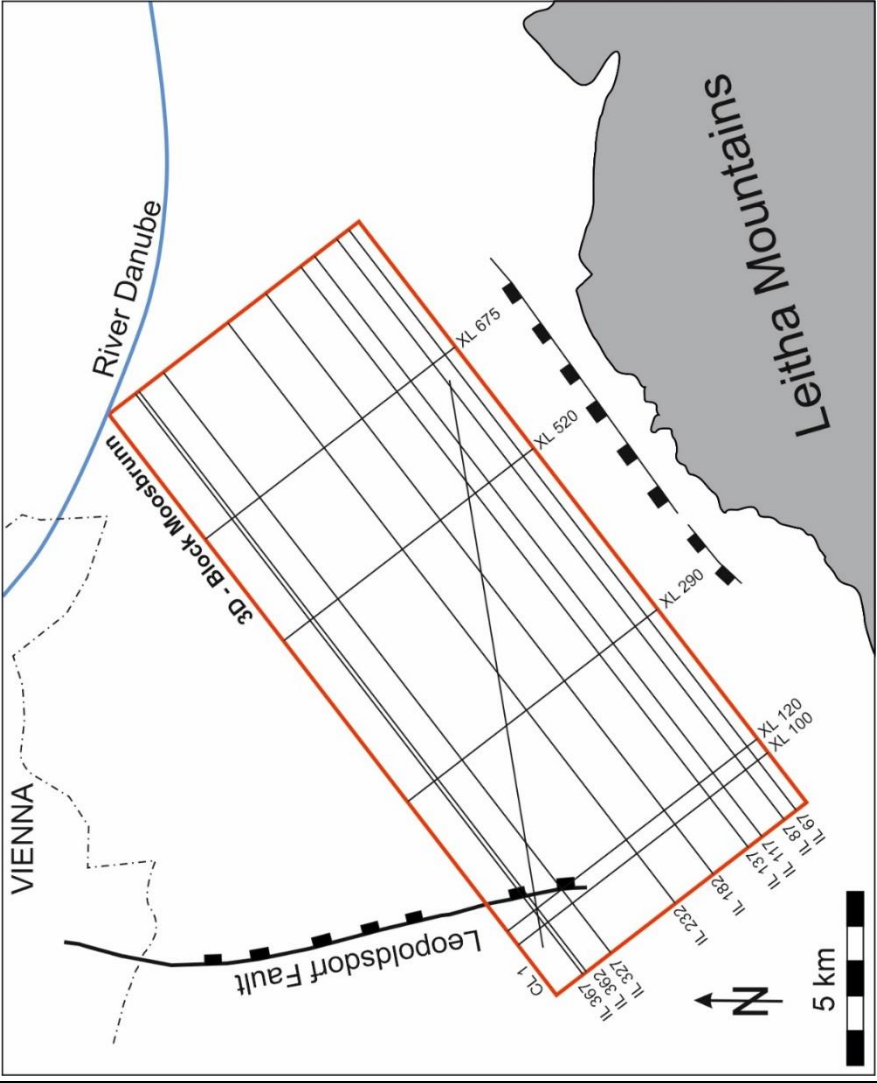 VIENNA
River Danube
3D - Block Moosbrunn
Leitha Mountains
Leopoldsdorf Fault
XL 675
XL 520
XL 290
XL 120
XL 100
CL 1
IL 367
IL 362
IL 327
IL 232
IL 182
IL 137
IL 117
IL 87
IL 67
N
5 km